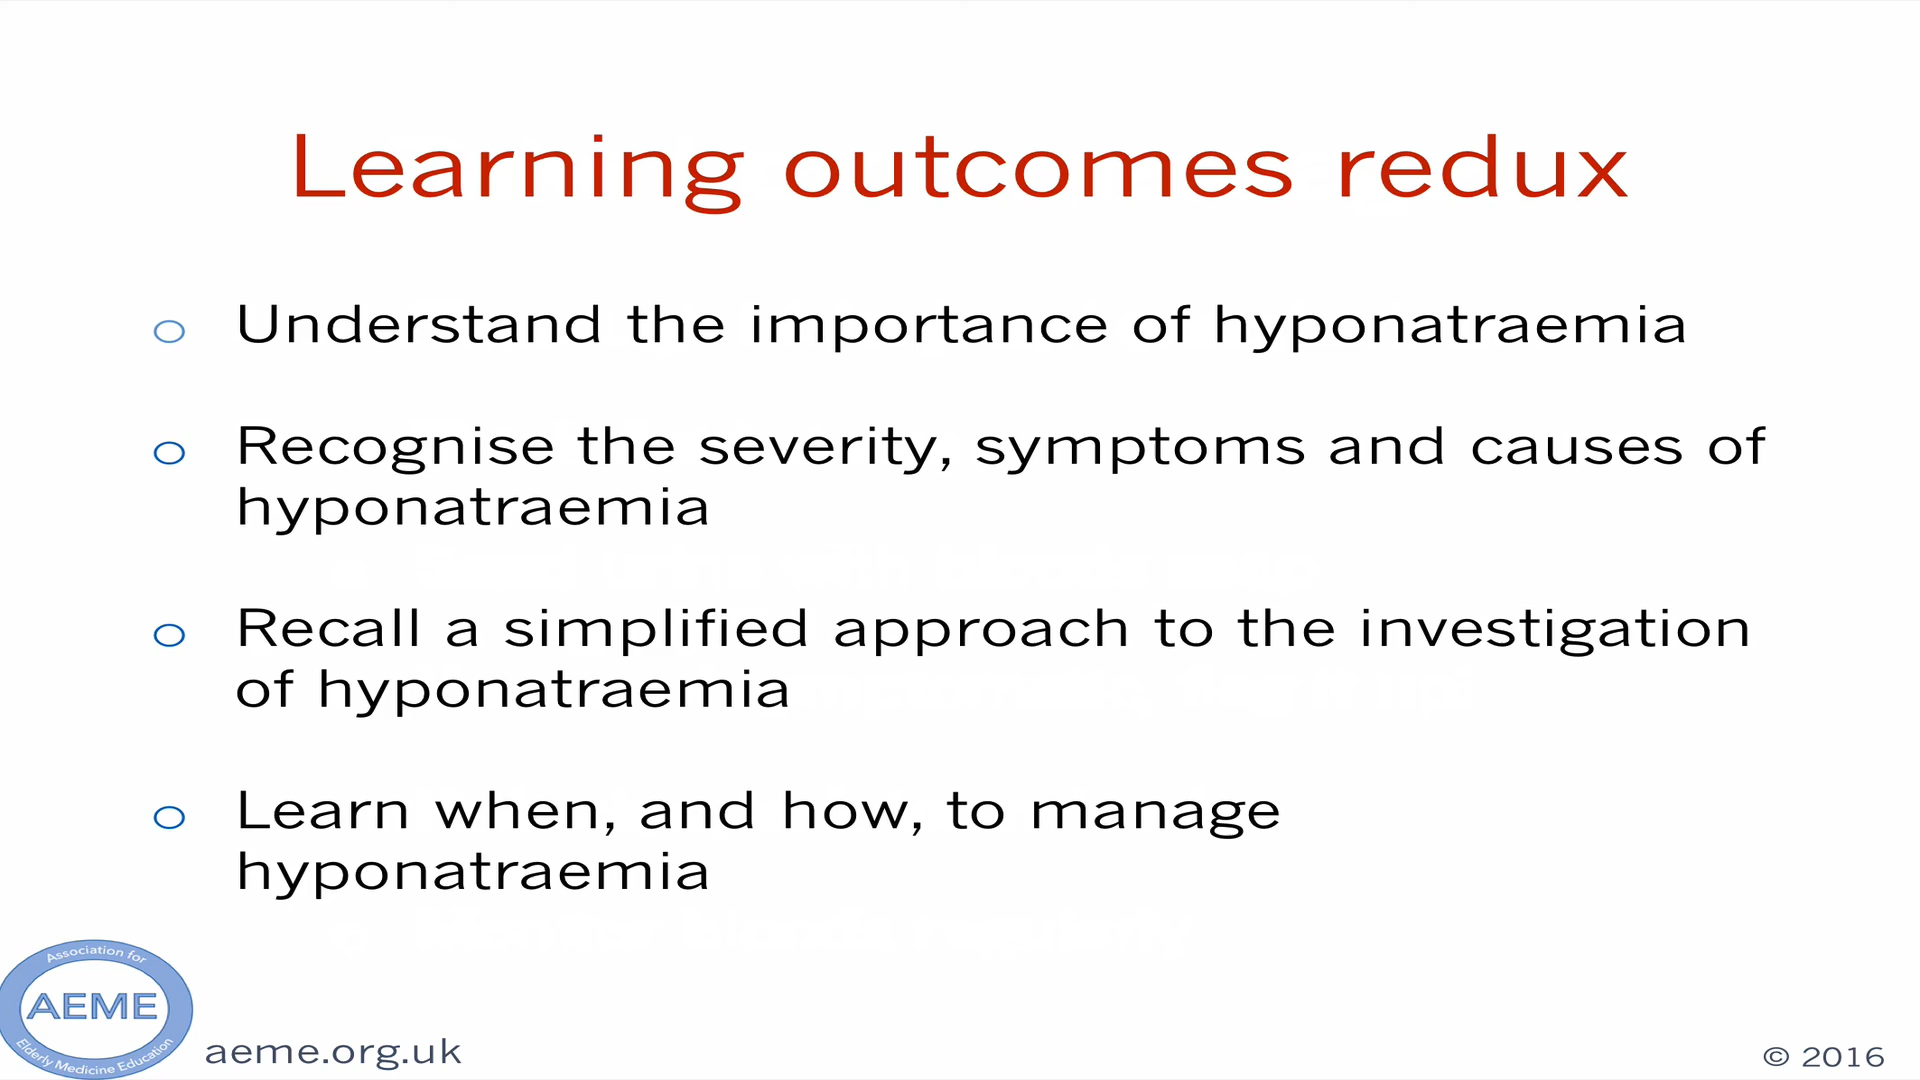 Learning outcomes redux
o Understand the importance of hyponatraemia
o Recognise the severity, symptoms and causes of
hyponatraemia
o Recall a simplified approach to the investigation
of hyponatraemia
o Learn when, and how, to manage
hyponatraemia
Association for
AEME
Elderly Medicine Education
aeme.org.uk
© 2016